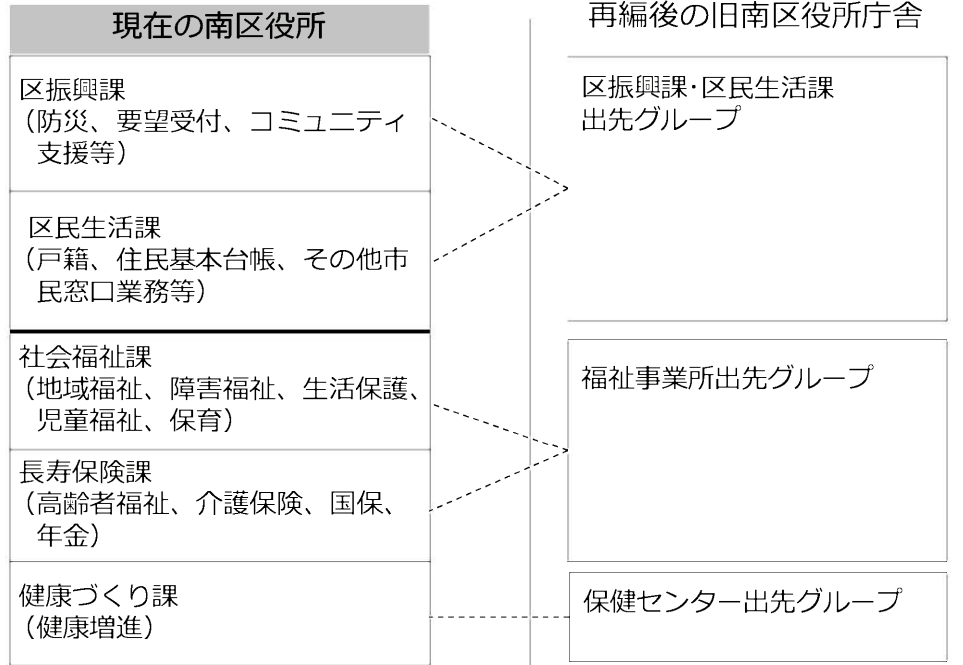 現在の南区役所
区振興課
（防災、要望受付、コミュニティ
支援等）
区民生活課
（戸籍、住民基本台帳、その他市
民窓口業務等）
社会福祉課
（地域福祉、障害福祉、生活保護、
児童福祉、保育）
長寿保険課
（高齢者福祉、介護保険、国保、
年金）
健康づくり課
（健康増進）
再編後の旧南区役所庁舎
区振興課・区民生活課
出先グループ
福祉事業所出先グループ
保健センター出先グループ